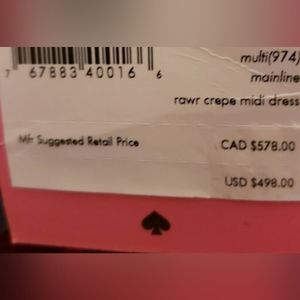 multi(974)
7 67883 40016 6
mainline
rawr crepe midi dress
Mfr Suggested Retail Price
CAD $578.00
USD $498.00